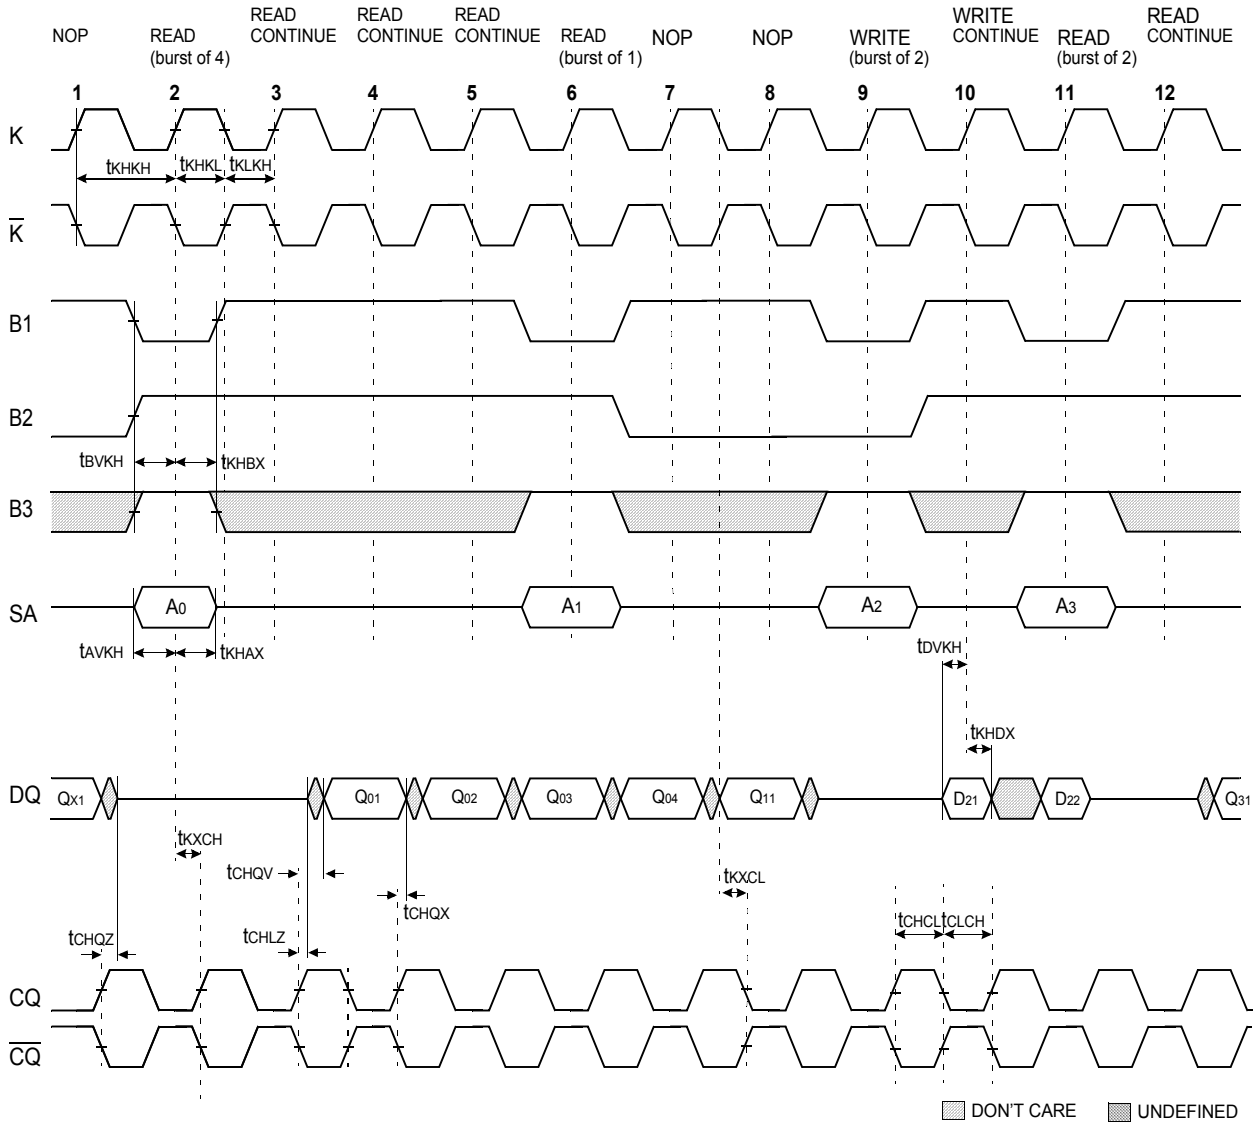 NOP
READ
(burst of 4)
READ
CONTINUE
READ
CONTINUE
READ
CONTINUE
READ
(burst of 1)
NOP
NOP
WRITE
(burst of 2)
WRITE
CONTINUE
READ
(burst of 2)
READ
CONTINUE
1 2 3 4 5 6 7 8 9 10 11 12
K
tKHKH tKHKL tKLKH
K
B1
B2
tBVKH tKHBX
B3
SA A0 A1 A2 A3
tAVKH tKHAX tDVKH
tKHDX
DQ QX1 Q01 Q02 Q03 Q04 Q11 D21 D22 Q31
tKXCH
tCHQV tKXCL
tCHQX
tCHQZ tCHLZ tCHCL tCLCH
CQ
CQ
DON'T CARE UNDEFINED